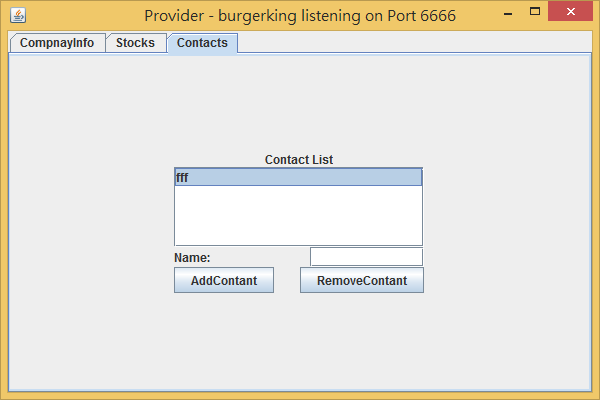 Provider - burgerking listening on Port 6666
CompnayInfo Stocks Contacts
Contact List
fff
Name:
AddContant RemoveContant